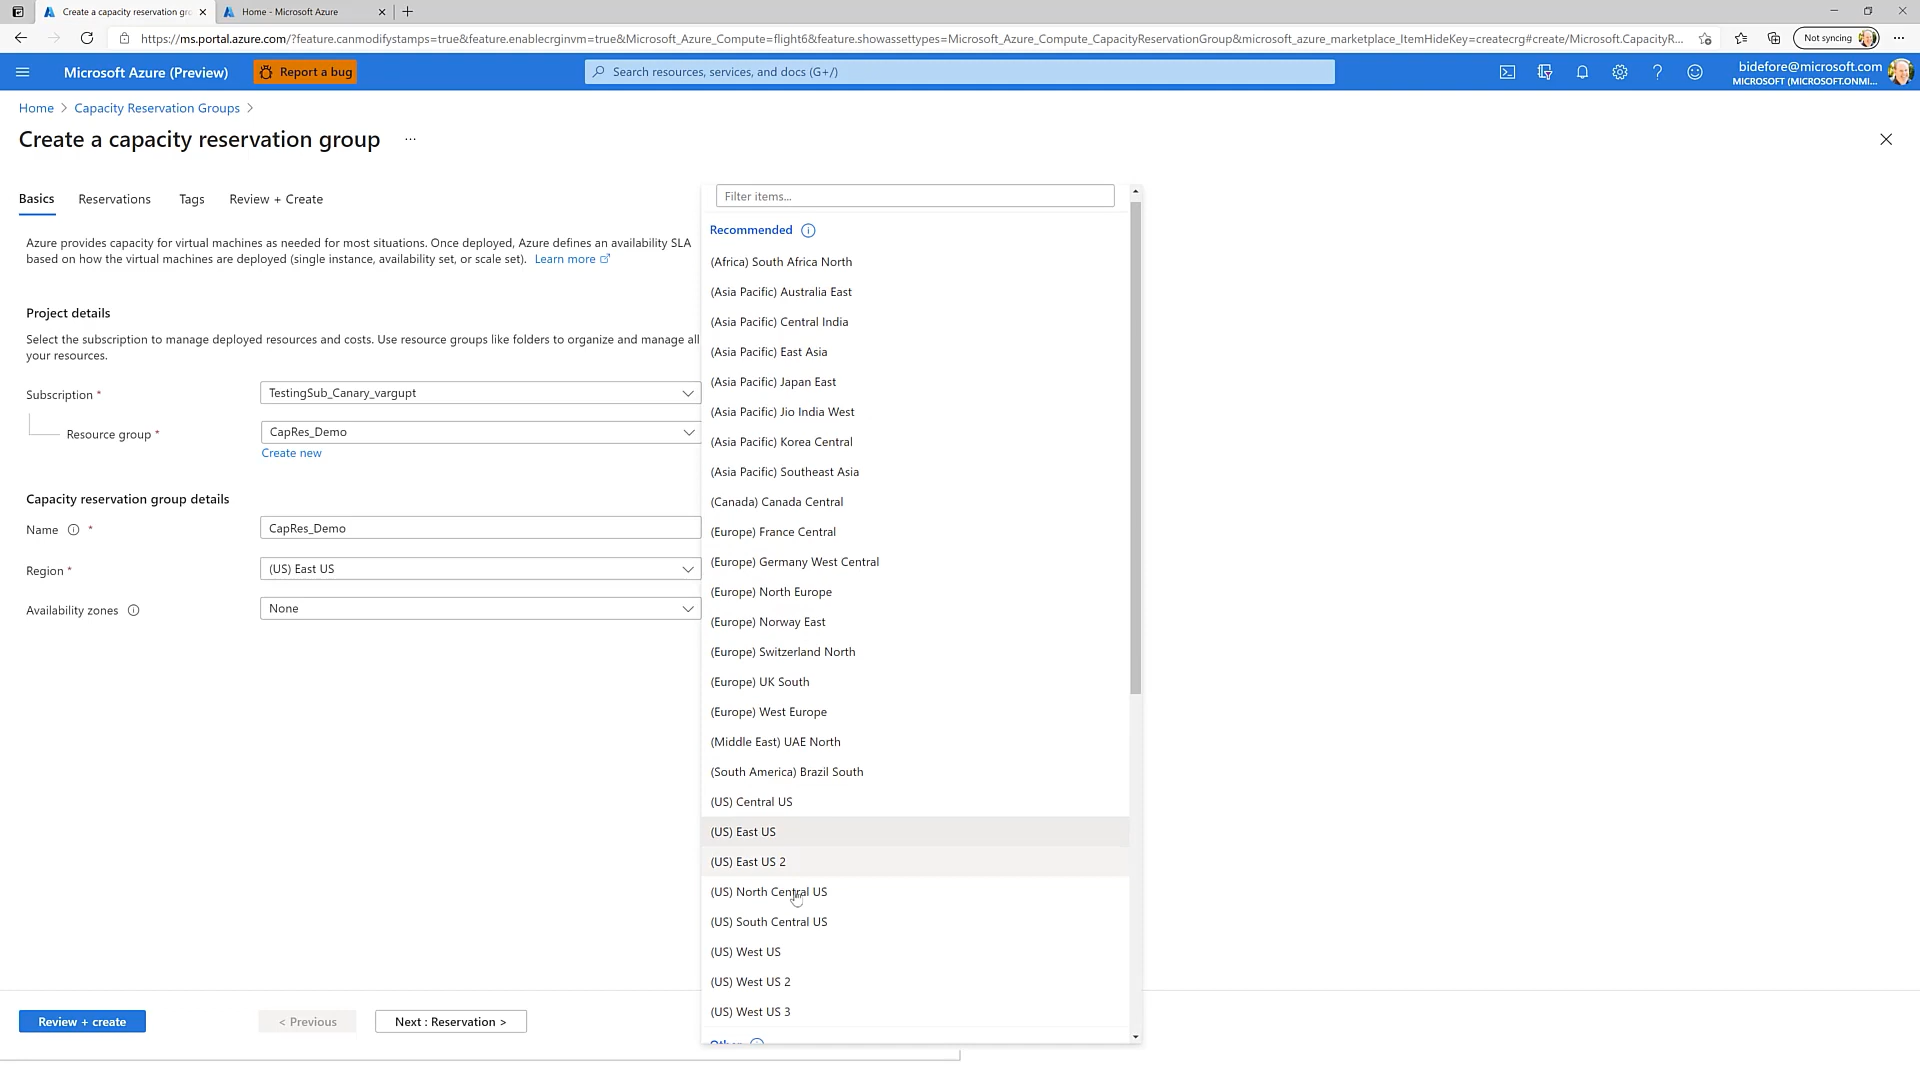 Create a capacity reservation gro
Home - Microsoft Azure
https://ms.portal.azure.com/?feature.canmodifystamps=true&feature.enablecrginvm=true&Microsoft_Azure_Compute=flight6&feature.showassettypes=Microsoft_Azure_Compute_CapacityReservationGroup&microsoft_azure_marketplace_ItemHideKey=createcrg#create/Microsoft.CapacityR...
Not syncing
Microsoft Azure (Preview)
Report a bug
Search resources, services, and docs (G+/)
bidefore@microsoft.com
MICROSOFT (MICROSOFT.ONMI...
Home > Capacity Reservation Groups >
Create a capacity reservation group ...
Basics Reservations Tags Review + Create
Azure provides capacity for virtual machines as needed for most situations. Once deployed, Azure defines an availability SLA
based on how the virtual machines are deployed (single instance, availability set, or scale set). Learn more
Project details
Select the subscription to manage deployed resources and costs. Use resource groups like folders to organize and manage all
your resources.
Subscription *
TestingSub_Canary_vargupt
Resource group *
CapRes_Demo
Create new
Capacity reservation group details
Name *
CapRes_Demo
Region *
(US) East US
Availability zones
None
Filter items...
Recommended
(Africa) South Africa North
(Asia Pacific) Australia East
(Asia Pacific) Central India
(Asia Pacific) East Asia
(Asia Pacific) Japan East
(Asia Pacific) Jio India West
(Asia Pacific) Korea Central
(Asia Pacific) Southeast Asia
(Canada) Canada Central
(Europe) France Central
(Europe) Germany West Central
(Europe) North Europe
(Europe) Norway East
(Europe) Switzerland North
(Europe) UK South
(Europe) West Europe
(Middle East) UAE North
(South America) Brazil South
(US) Central US
(US) East US
(US) East US 2
(US) North Central US
(US) South Central US
(US) West US
(US) West US 2
(US) West US 3
Review + create
< Previous
Next : Reservation >